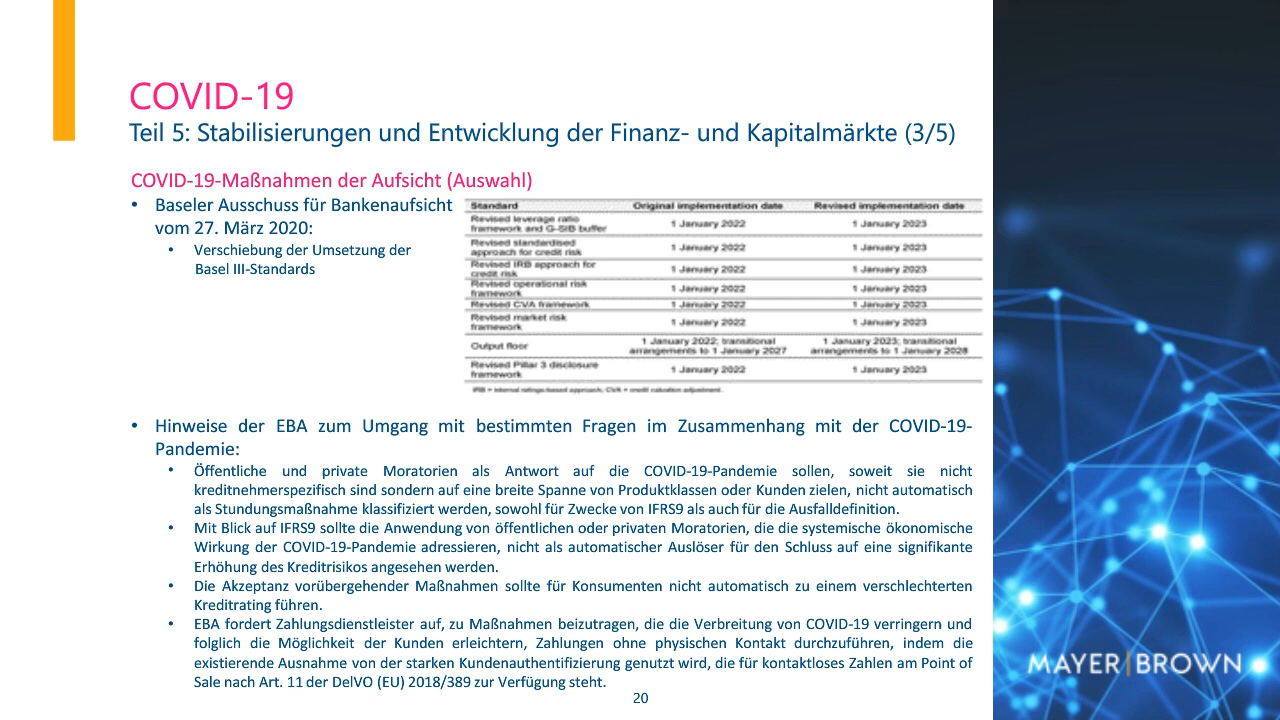 COVID-19
Teil 5: Stabilisierungen und Entwicklung der Finanz- und Kapitalmärkte (3/5)
COVID-19-Maßnahmen der Aufsicht (Auswahl)
• Baseler Ausschuss für Bankenaufsicht
vom 27. März 2020:
• Verschiebung der Umsetzung der
Basel III-Standards
Standard Original implementation date Revised implementation date
Revised leverage ratio
framework and G-SIB buffer 1 January 2022 1 January 2023
Revised standardised
approach for credit risk 1 January 2022 1 January 2023
Revised IRB approach for
credit risk 1 January 2022 1 January 2023
Revised operational risk
framework 1 January 2022 1 January 2023
Revised CVA framework 1 January 2022 1 January 2023
Revised market risk
framework 1 January 2022 1 January 2023
Output floor 1 January 2022; transitional arrangements to 1 January 2027 1 January 2023; transitional arrangements to 1 January 2028
Revised Pillar 3 disclosure
framework 1 January 2022 1 January 2023
IRB = internal ratings-based approach; CVA = credit valuation adjustment.
• Hinweise der EBA zum Umgang mit bestimmten Fragen im Zusammenhang mit der COVID-19-
Pandemie:
• Öffentliche und private Moratorien als Antwort auf die COVID-19-Pandemie sollen, soweit sie nicht
kreditnehmerspezifisch sind sondern auf eine breite Spanne von Produktklassen oder Kunden zielen, nicht automatisch
als Stundungsmaßnahme klassifiziert werden, sowohl für Zwecke von IFRS9 als auch für die Ausfalldefinition.
• Mit Blick auf IFRS9 sollte die Anwendung von öffentlichen oder privaten Moratorien, die die systemische ökonomische
Wirkung der COVID-19-Pandemie adressieren, nicht als automatischer Auslöser für den Schluss auf eine signifikante
Erhöhung des Kreditrisikos angesehen werden.
• Die Akzeptanz vorübergehender Maßnahmen sollte für Konsumenten nicht automatisch zu einem verschlechterten
Kreditrating führen.
• EBA fordert Zahlungsdienstleister auf, zu Maßnahmen beizutragen, die die Verbreitung von COVID-19 verringern und
folglich die Möglichkeit der Kunden erleichtern, Zahlungen ohne physischen Kontakt durchzuführen, indem die
existierende Ausnahme von der starken Kundenauthentifizierung genutzt wird, die für kontaktloses Zahlen am Point of
Sale nach Art. 11 der DelVO (EU) 2018/389 zur Verfügung steht.
20
MAYER|BROWN